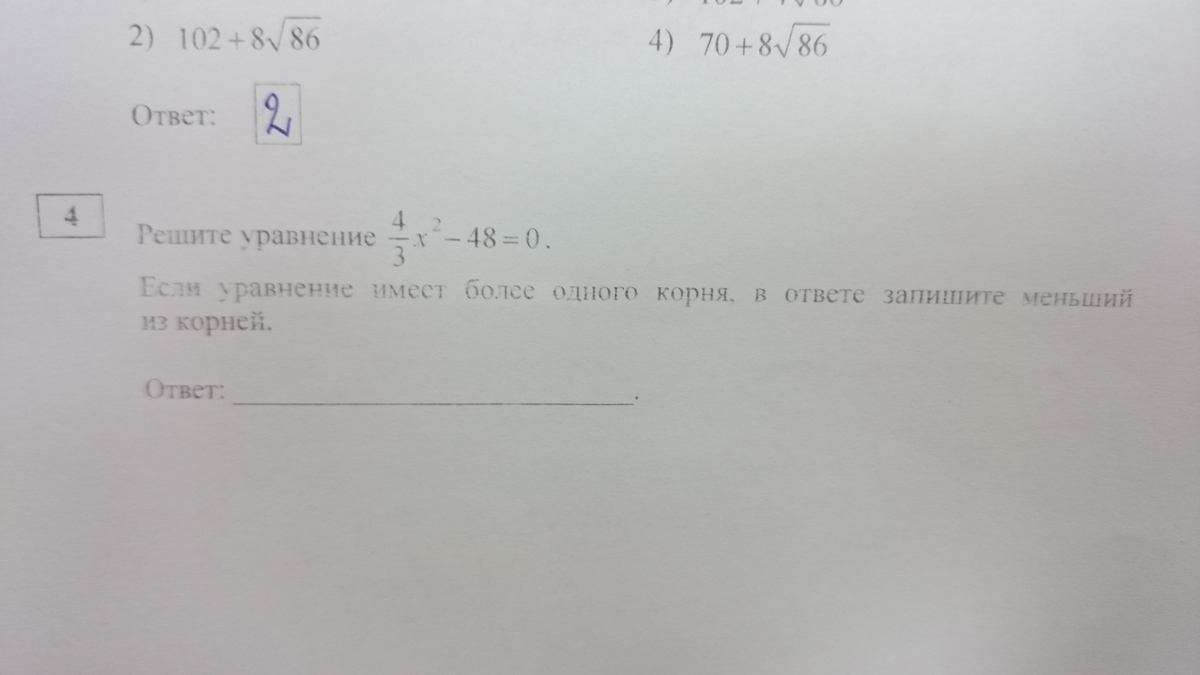 2) 102 + 8√86
4) 70 + 8√86
Ответ: 2
4
Решите уравнение 4/3 x² − 48 = 0.
Если уравнение имеет более одного корня, в ответе запишите меньший
из корней.
Ответ: ____________________.